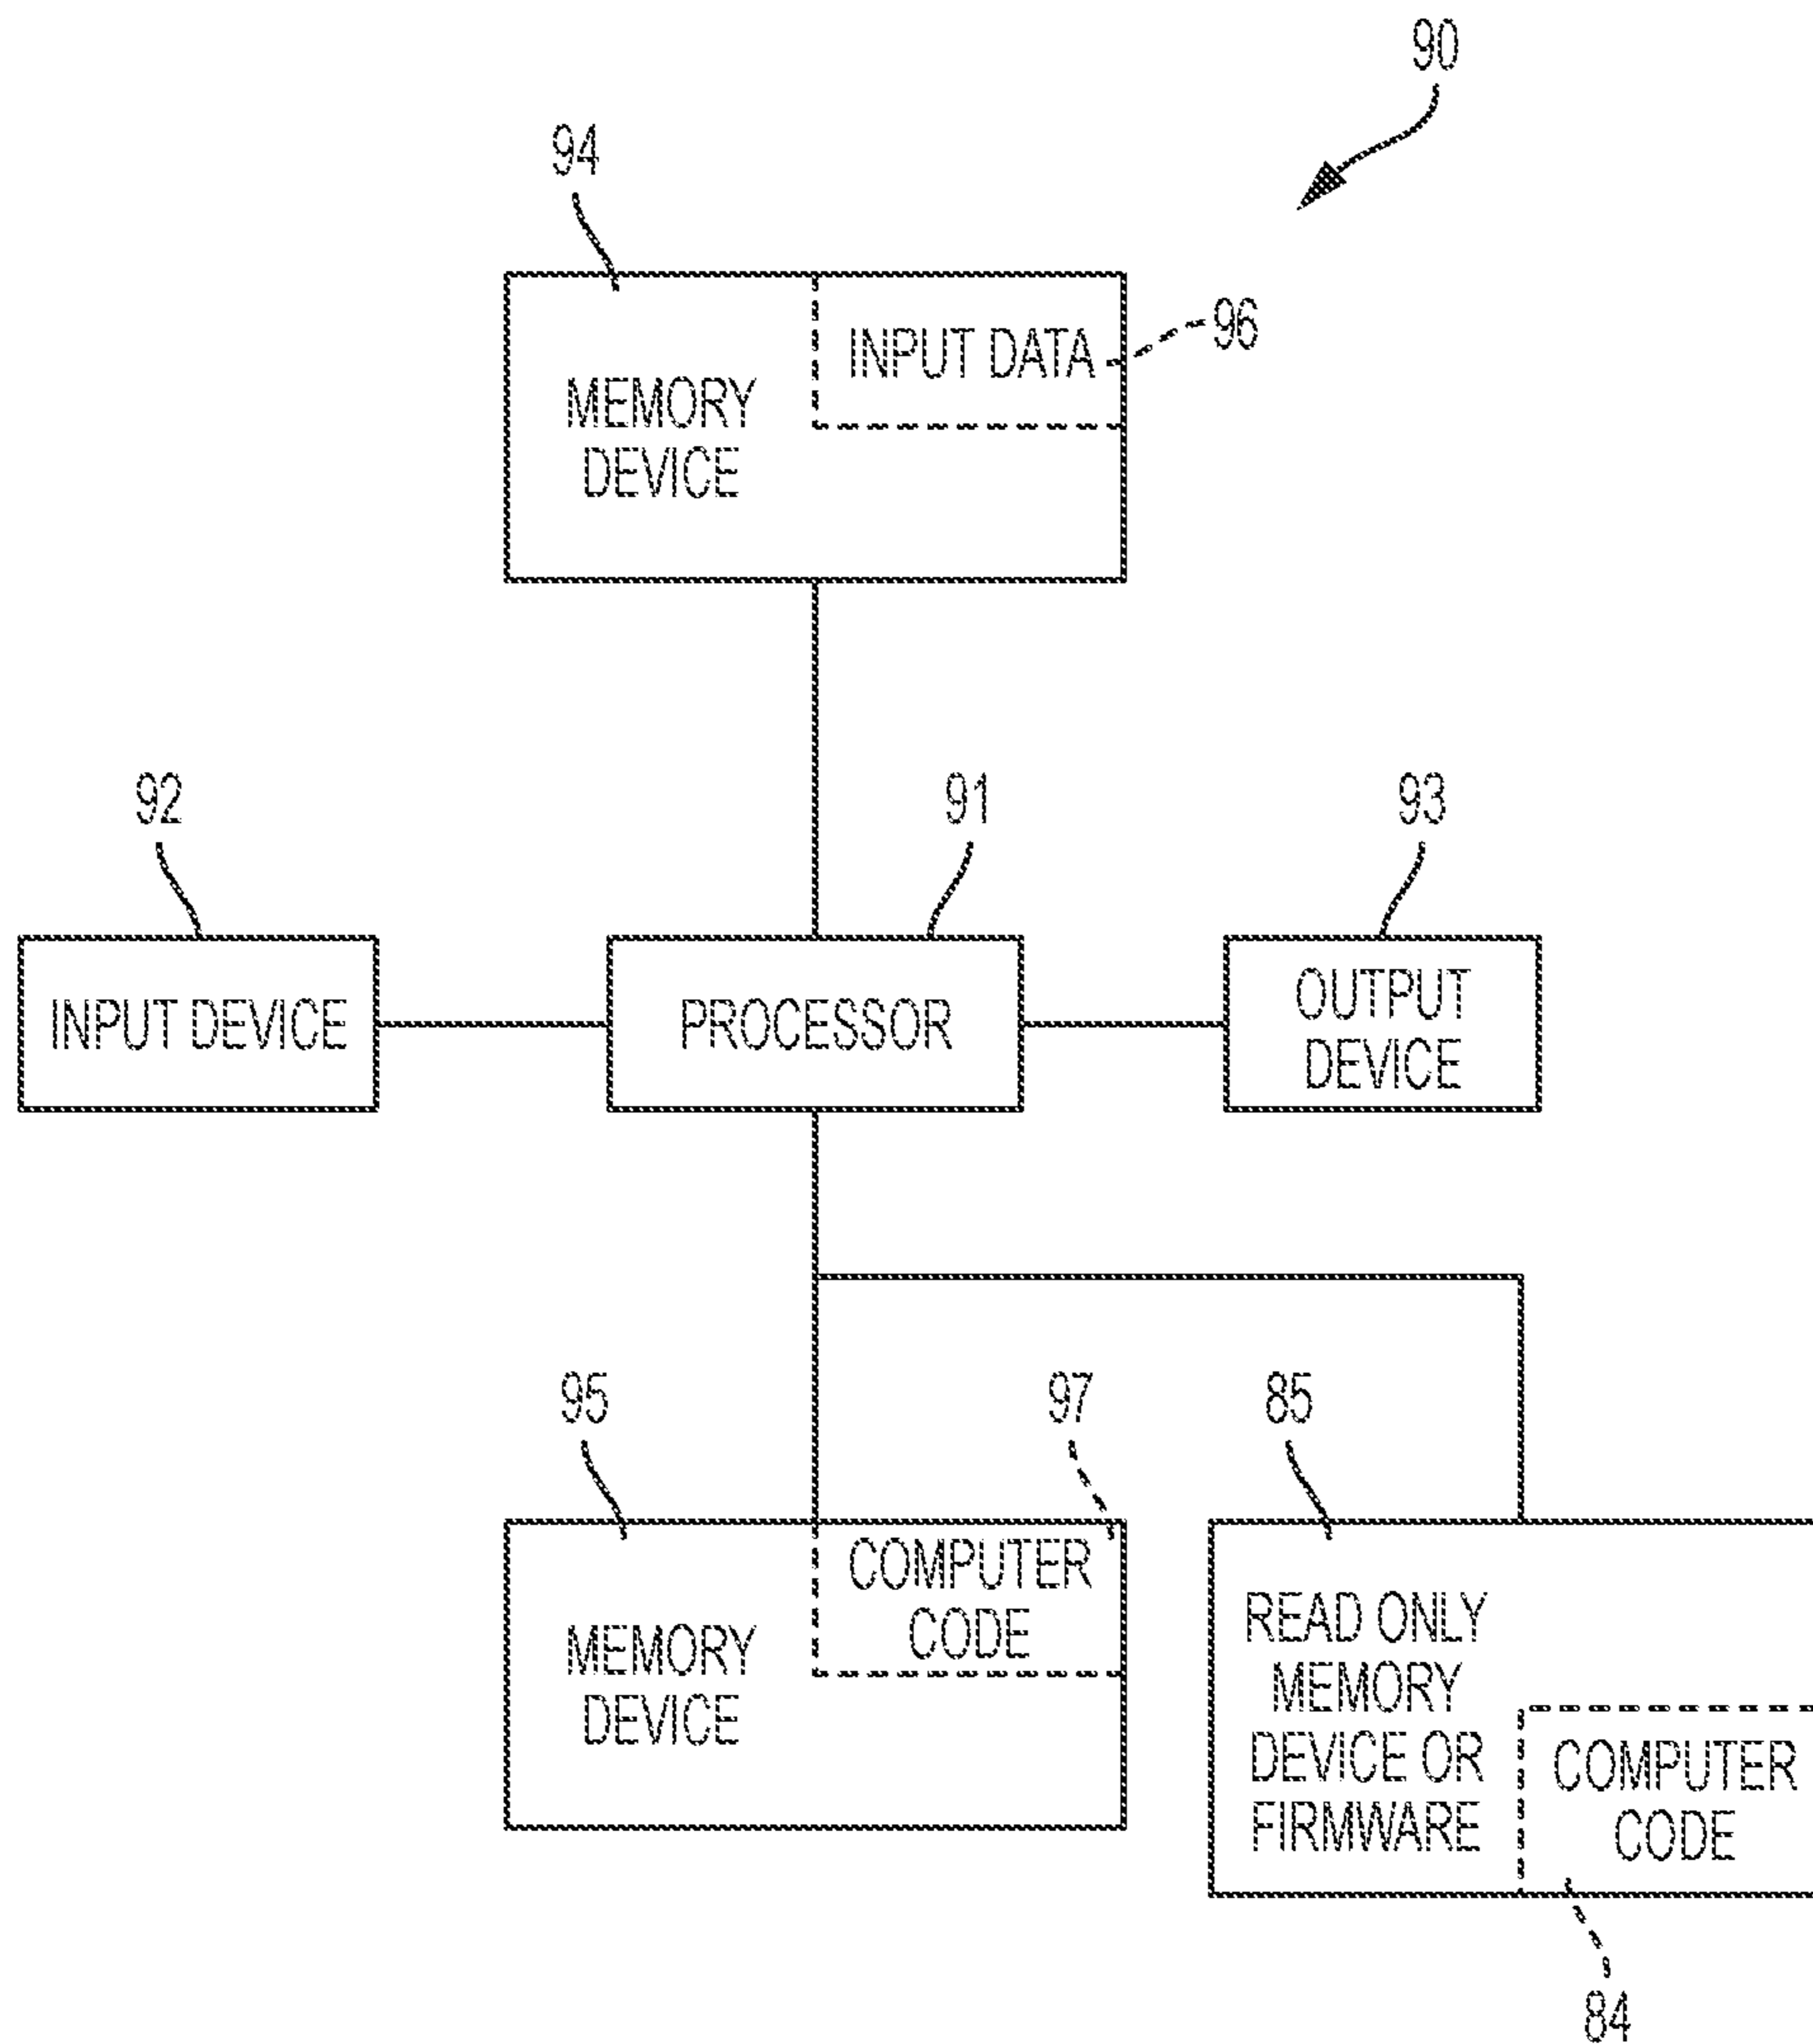 90
94
INPUT DATA
96
MEMORY
DEVICE
92
91
93
INPUT DEVICE
PROCESSOR
OUTPUT
DEVICE
95
97
85
COMPUTER
CODE
MEMORY
DEVICE
READ ONLY
MEMORY
DEVICE OR
FIRMWARE
COMPUTER
CODE
84